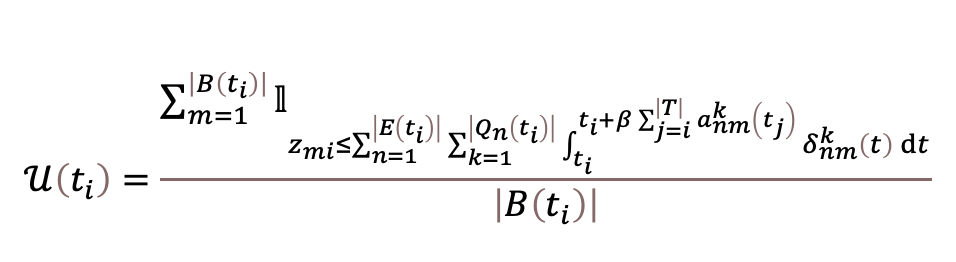 𝒰(tᵢ) = \frac{\sum_{m=1}^{|B(t_i)|} 𝟙_{z_{mi} ≤ \sum_{n=1}^{|E(t_i)|} \sum_{k=1}^{|Q_n(t_i)|} \int_{t_i}^{t_i+β \sum_{j=i}^{|T|} a_{nm}^{k}(t_j)} δ_{nm}^{k}(t) dt}}{|B(t_i)|}